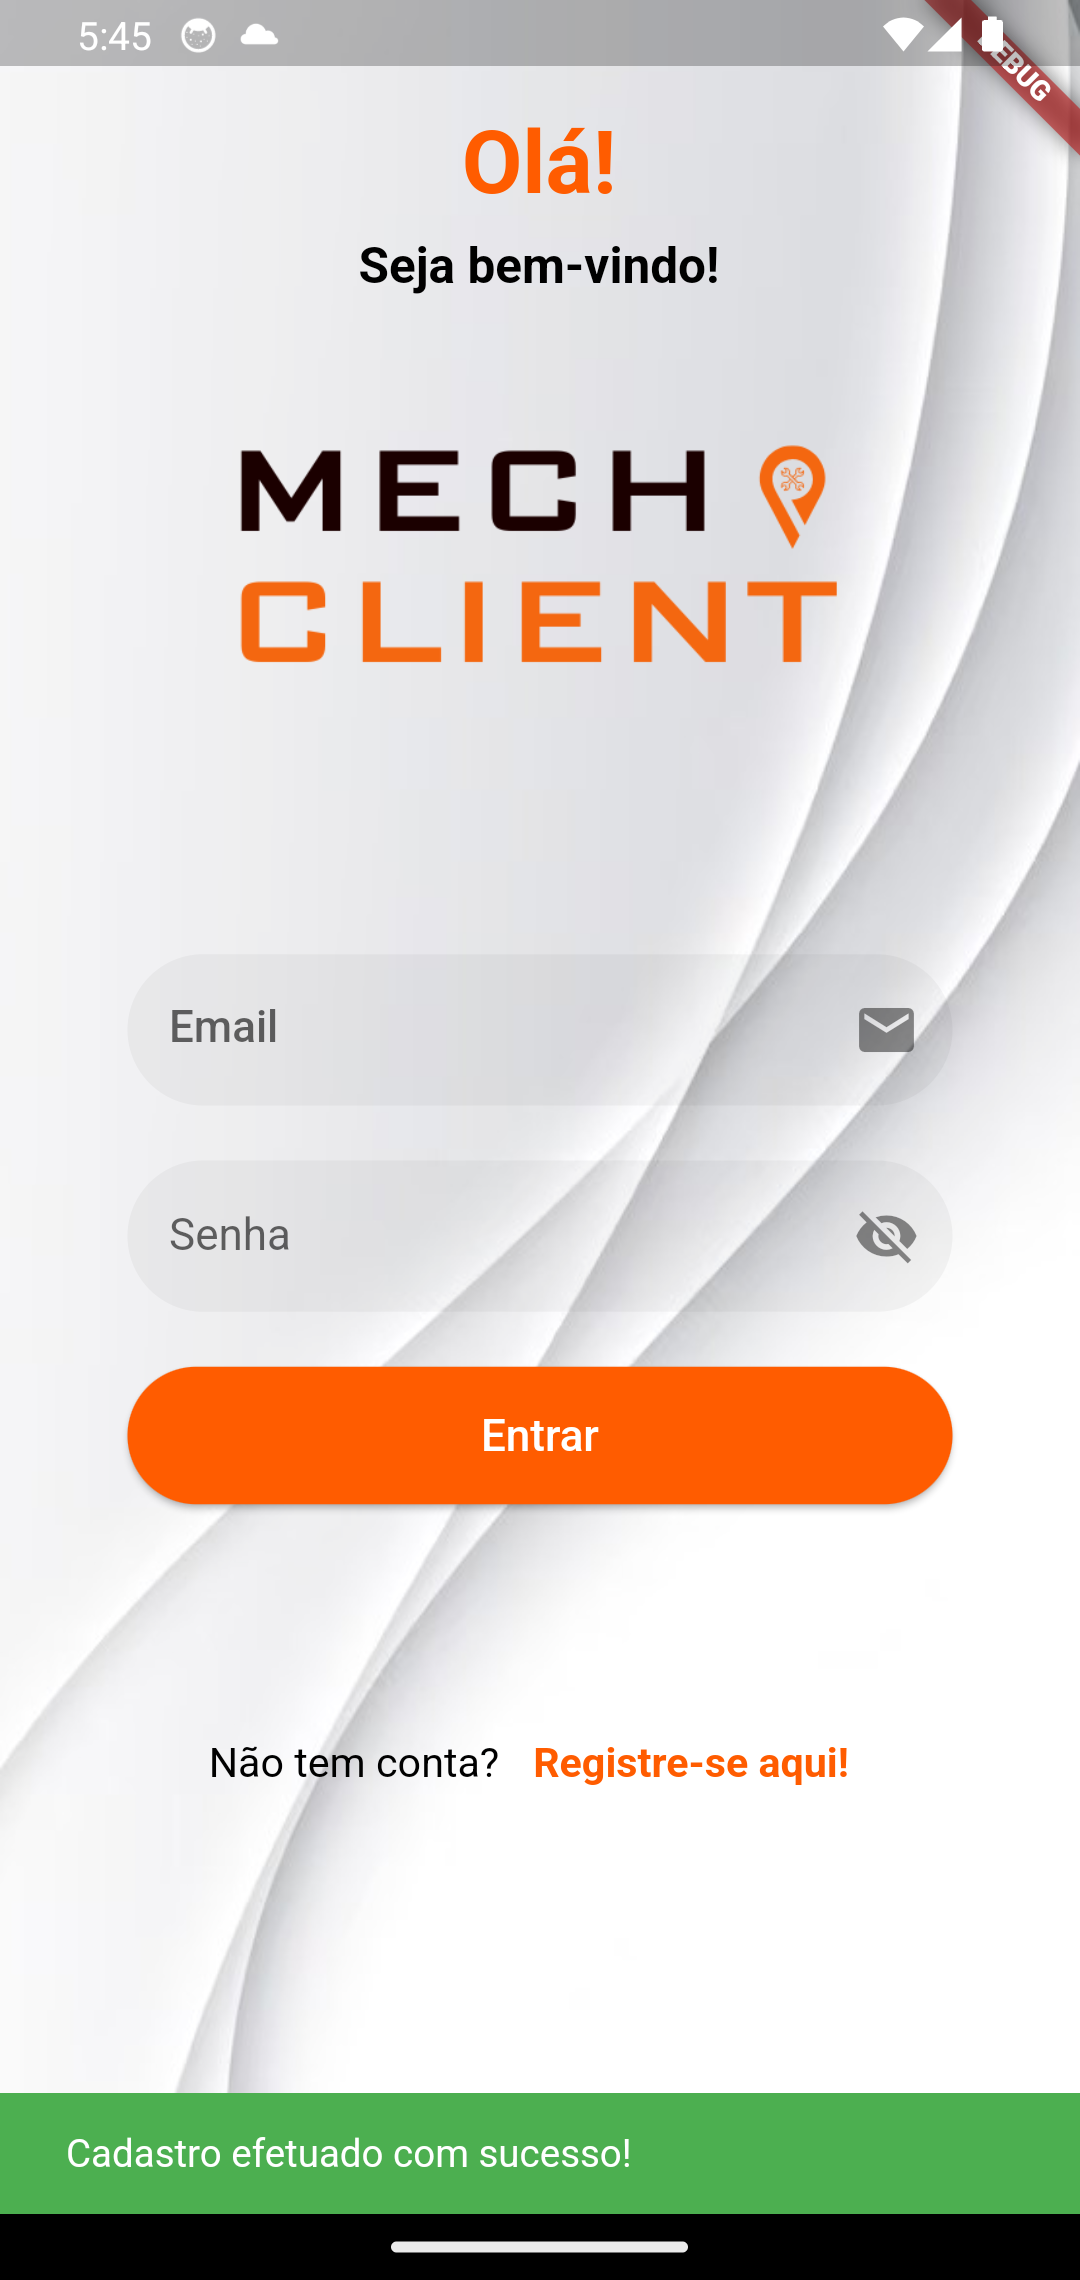 5:45
DEBUG
Olá!
Seja bem-vindo!
MECH
CLIENT
Email
Senha
Entrar
Não tem conta? Registre-se aqui!
Cadastro efetuado com sucesso!